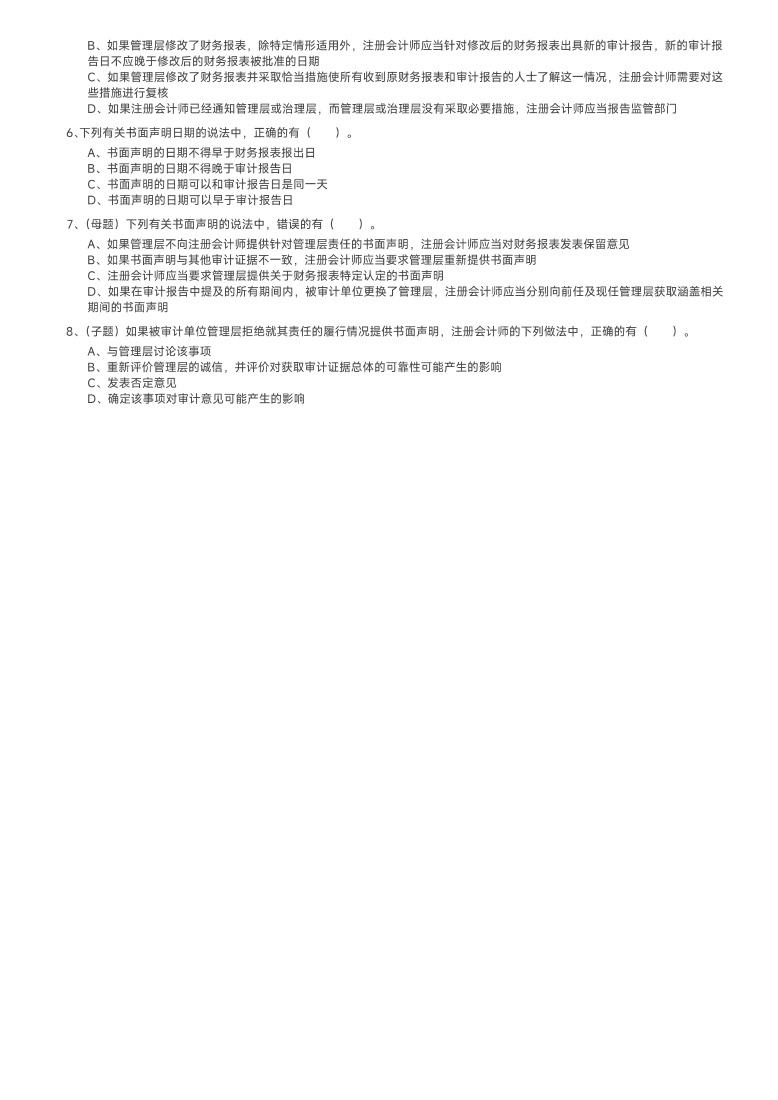 B、如果管理层修改了财务报表，除特定情形适用外，注册会计师应当针对修改后的财务报表出具新的审计报告，新的审计报
告日不应晚于修改后的财务报表被批准的日期
C、如果管理层修改了财务报表并采取恰当措施使所有收到原财务报表和审计报告的人士了解这一情况，注册会计师需要对这
些措施进行复核
D、如果注册会计师已经通知管理层或治理层，而管理层或治理层没有采取必要措施，注册会计师应当报告监管部门
6、下列有关书面声明日期的说法中，正确的有（　　）。
A、书面声明的日期不得早于财务报表报出日
B、书面声明的日期不得晚于审计报告日
C、书面声明的日期可以和审计报告日是同一天
D、书面声明的日期可以早于审计报告日
7、（母题）下列有关书面声明的说法中，错误的有（　　）。
A、如果管理层不向注册会计师提供针对管理层责任的书面声明，注册会计师应当对财务报表发表保留意见
B、如果书面声明与其他审计证据不一致，注册会计师应当要求管理层重新提供书面声明
C、注册会计师应当要求管理层提供关于财务报表特定认定的书面声明
D、如果在审计报告中提及的所有期间内，被审计单位更换了管理层，注册会计师应当分别向前任及现任管理层获取涵盖相关
期间的书面声明
8、（子题）如果被审计单位管理层拒绝就其责任的履行情况提供书面声明，注册会计师的下列做法中，正确的有（　　）。
A、与管理层讨论该事项
B、重新评价管理层的诚信，并评价对获取审计证据总体的可靠性可能产生的影响
C、发表否定意见
D、确定该事项对审计意见可能产生的影响